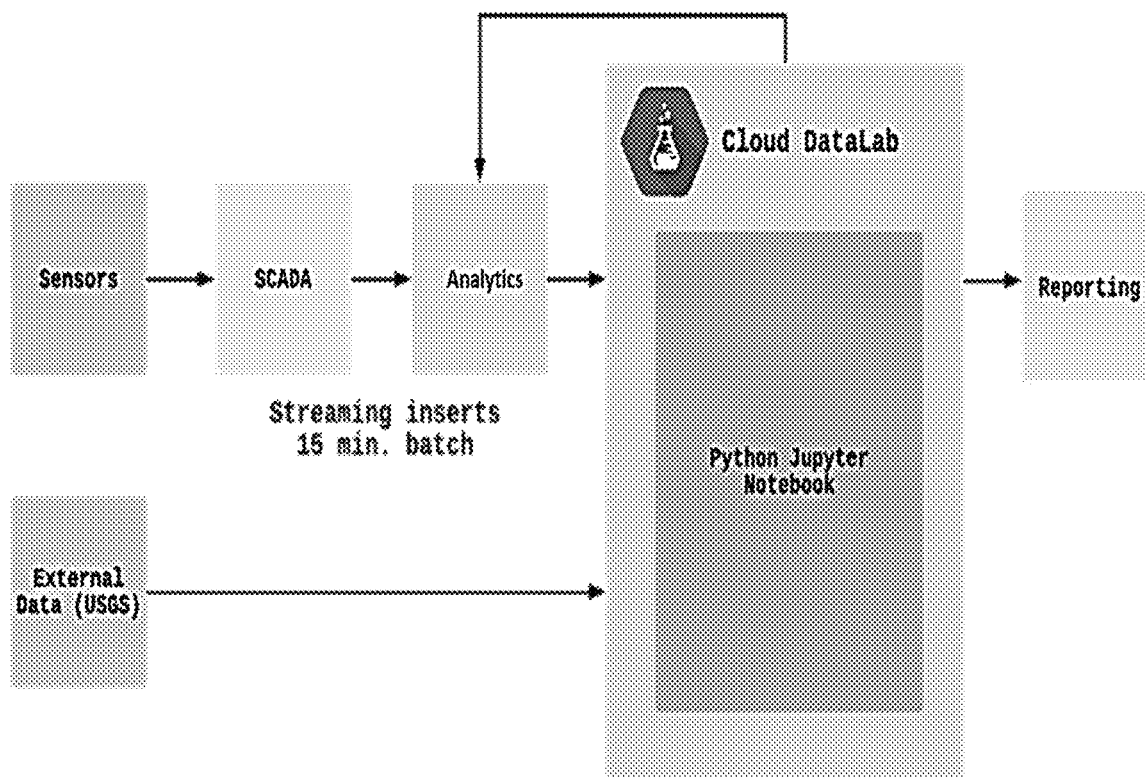 Cloud DataLab
Sensors
SCADA
Analytics
Reporting
Streaming inserts
15 min. batch
Python Jupyter
Notebook
External
Data (USGS)